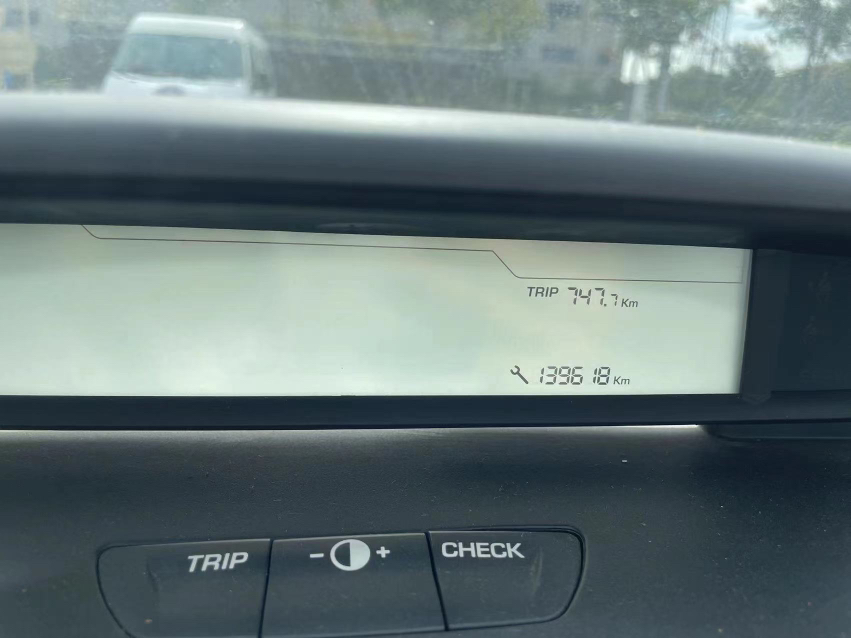 TRIP 747.7 Km
139618 Km
TRIP
- +
CHECK